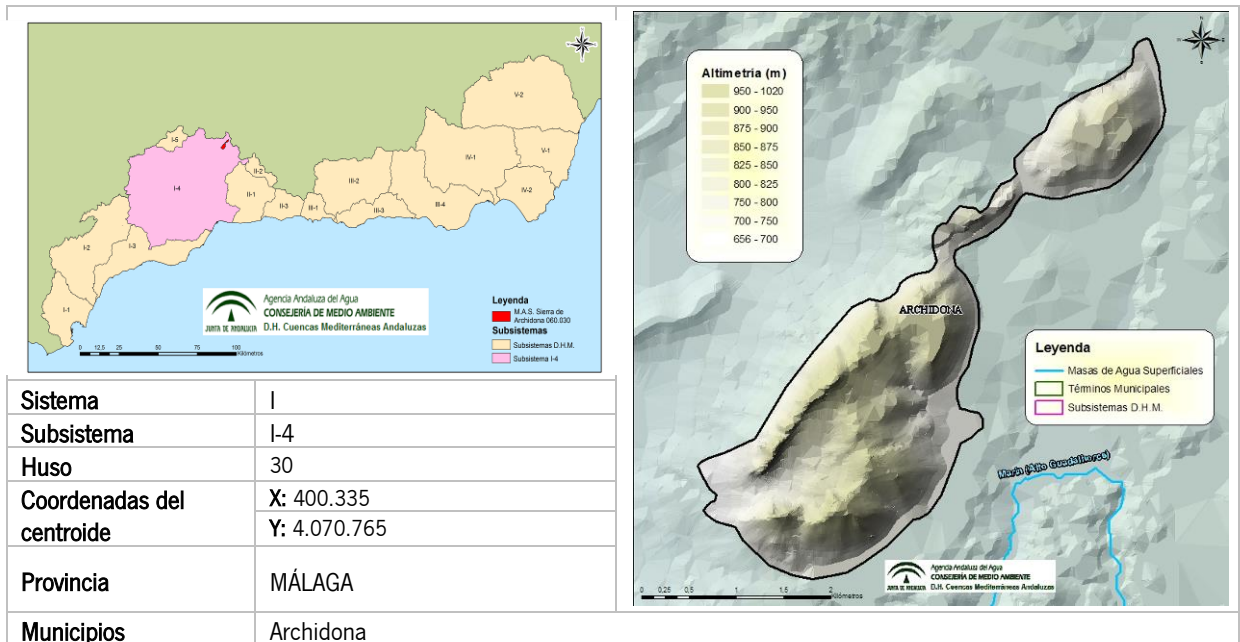 V-2
I-5
I-4
II-2
II-1
II-3
III-1
III-2
III-3
III-4
IV-1
IV-2
V-1
I-2
I-3
I-1
Agencia Andaluza del Agua
CONSEJERÍA DE MEDIO AMBIENTE
JUNTA DE ANDALUCIA D.H. Cuencas Mediterráneas Andaluzas
Leyenda
M.A.S. Sierra de
Archidona 060.030
Subsistemas
Subsistemas D.H.M.
Subsistema I-4
0 12,5 25 50 75 100
Kilómetros
Altimetría (m)
950 - 1020
900 - 950
875 - 900
850 - 875
825 - 850
800 - 825
750 - 800
700 - 750
656 - 700
ARCHIDONA
Leyenda
Masas de Agua Superficiales
Términos Municipales
Subsistemas D.H.M.
Marín (Alto Guadalhorce)
Agencia Andaluza del Agua
CONSEJERÍA DE MEDIO AMBIENTE
JUNTA DE ANDALUCIA D.H. Cuencas Mediterráneas Andaluzas
0 0,25 0,5 1 1,5 2
Kilómetros
Sistema I
Subsistema I-4
Huso 30
Coordenadas del centroide
X: 400.335
Y: 4.070.765
Provincia MÁLAGA
Municipios Archidona